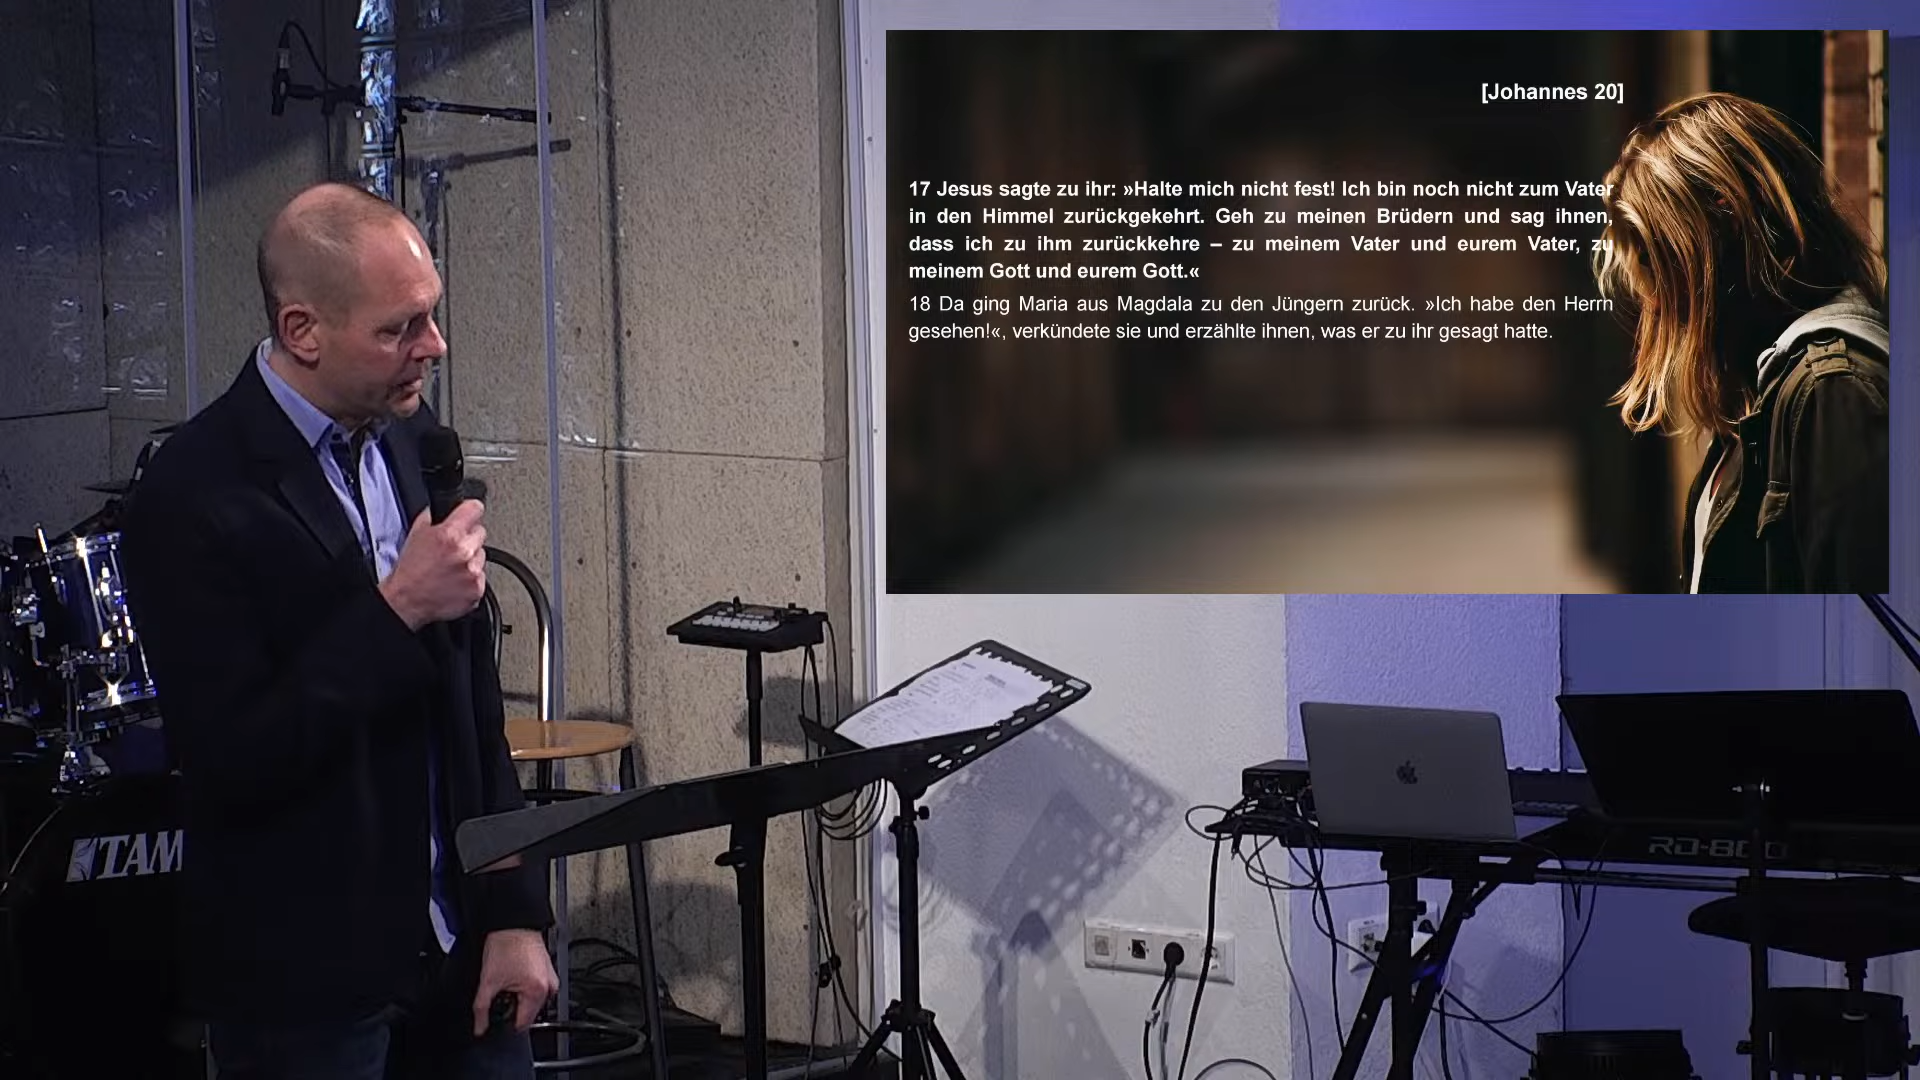 [Johannes 20]
17 Jesus sagte zu ihr: »Halte mich nicht fest! Ich bin noch nicht zum Vater
in den Himmel zurückgekehrt. Geh zu meinen Brüdern und sag ihnen,
dass ich zu ihm zurückkehre – zu meinem Vater und eurem Vater, zu
meinem Gott und eurem Gott.«
18 Da ging Maria aus Magdala zu den Jüngern zurück. »Ich habe den Herrn
gesehen!«, verkündete sie und erzählte ihnen, was er zu ihr gesagt hatte.
TAM
RD-800